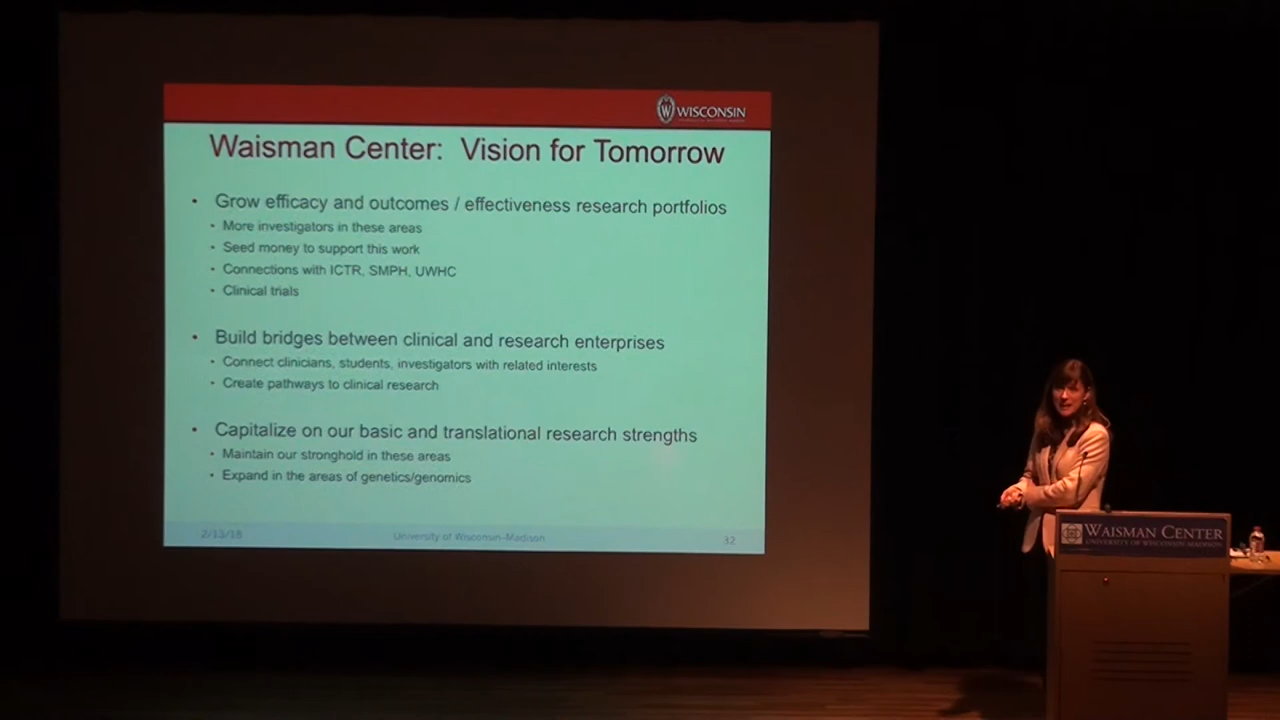 WISCONSIN
Waisman Center: Vision for Tomorrow
• Grow efficacy and outcomes / effectiveness research portfolios
• More investigators in these areas
• Seed money to support this work
• Connections with ICTR, SMPH, UWHC
• Clinical trials
• Build bridges between clinical and research enterprises
• Connect clinicians, students, investigators with related interests
• Create pathways to clinical research
• Capitalize on our basic and translational research strengths
• Maintain our stronghold in these areas
• Expand in the areas of genetics/genomics
2/13/18
University of Wisconsin–Madison
32
WAISMAN CENTER
UNIVERSITY OF WISCONSIN-MADISON